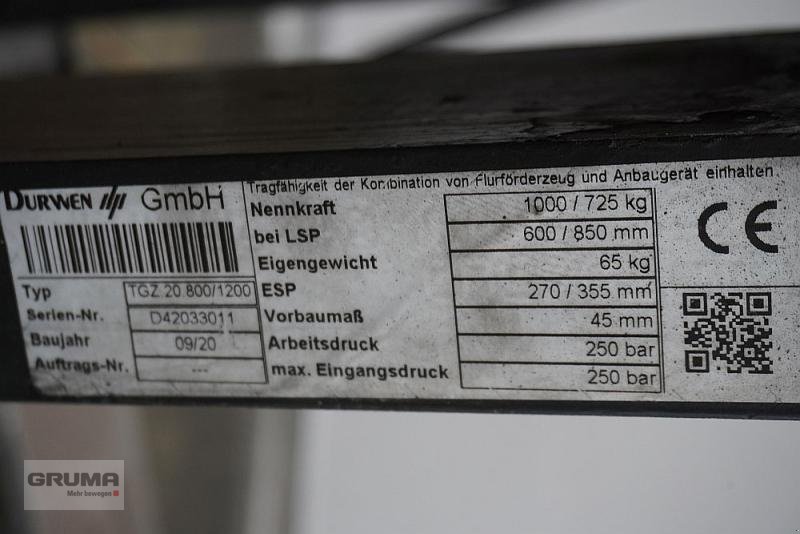 DURWEN GmbH
Tragfähigkeit der Kombination von Flurförderzeug und Anbaugerät einhalten
Nennkraft 1000 / 725 kg
bei LSP 600 / 850 mm
Eigengewicht 65 kg
ESP 270 / 355 mm
Vorbaumaß 45 mm
Arbeitsdruck 250 bar
max. Eingangsdruck 250 bar
Typ TGZ 20.800/1200
Serien-Nr. D42033011
Baujahr 09/20
Auftrags-Nr. ---
CE
GRUMA
Mehr bewegen